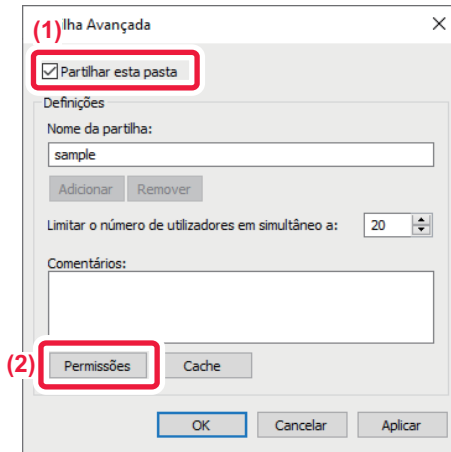 (1)
lha Avançada
Partilhar esta pasta
Definições
Nome da partilha:
sample
Adicionar Remover
Limitar o número de utilizadores em simultâneo a: 20
Comentários:
(2)
Permissões Cache
OK Cancelar Aplicar